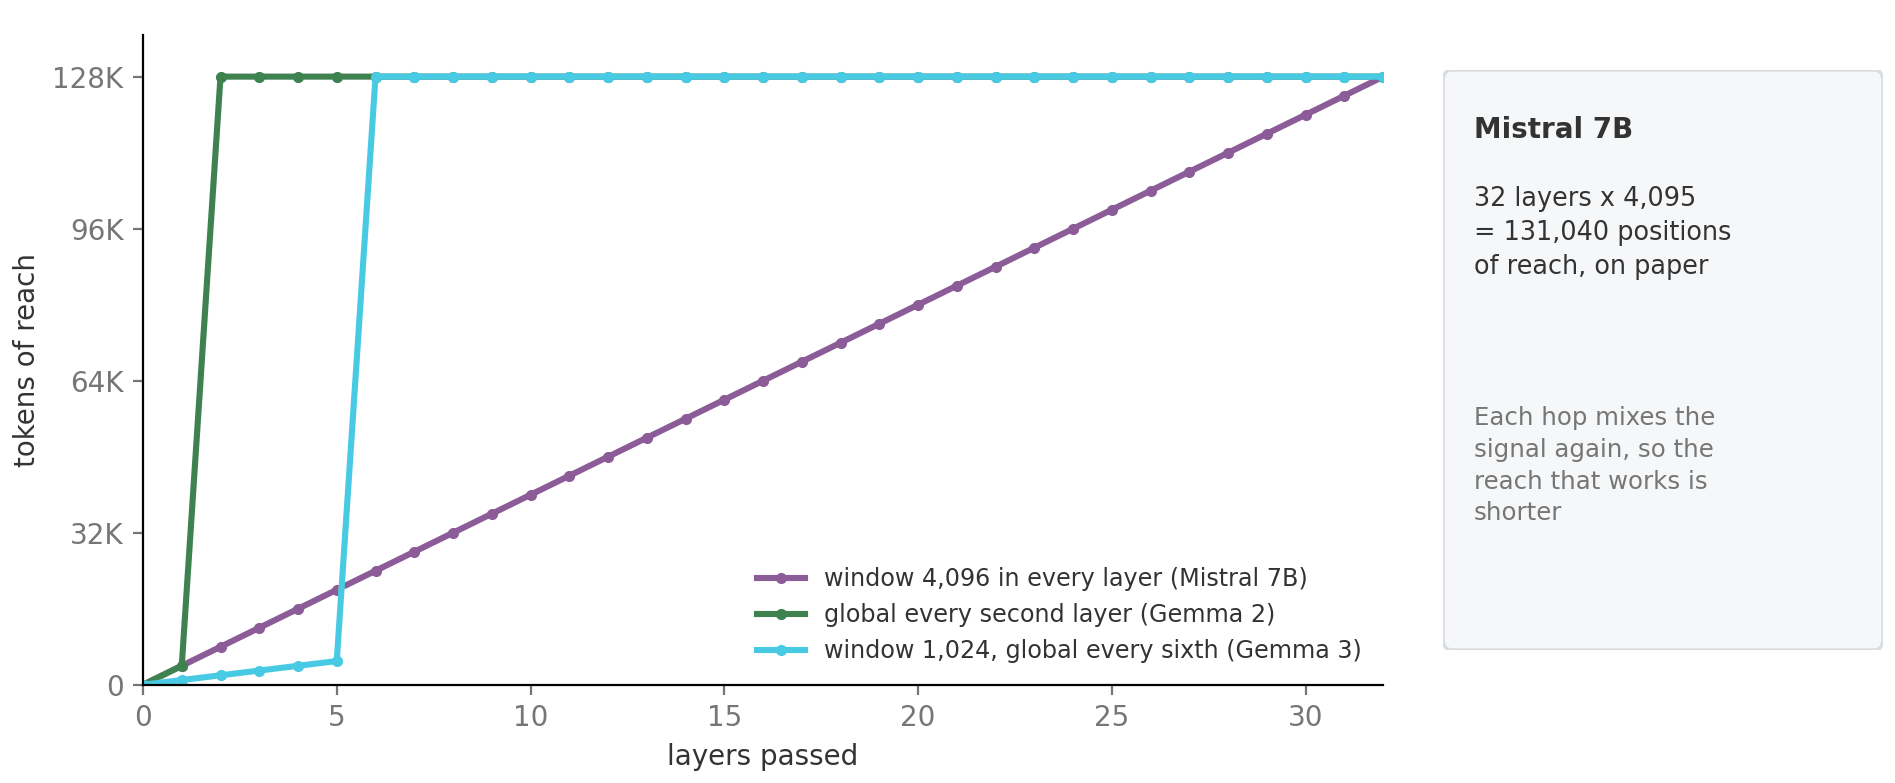 128K
96K
64K
32K
0
tokens of reach
0
5
10
15
20
25
30
layers passed
window 4,096 in every layer (Mistral 7B)
global every second layer (Gemma 2)
window 1,024, global every sixth (Gemma 3)
Mistral 7B
32 layers x 4,095
= 131,040 positions
of reach, on paper
Each hop mixes the
signal again, so the
reach that works is
shorter